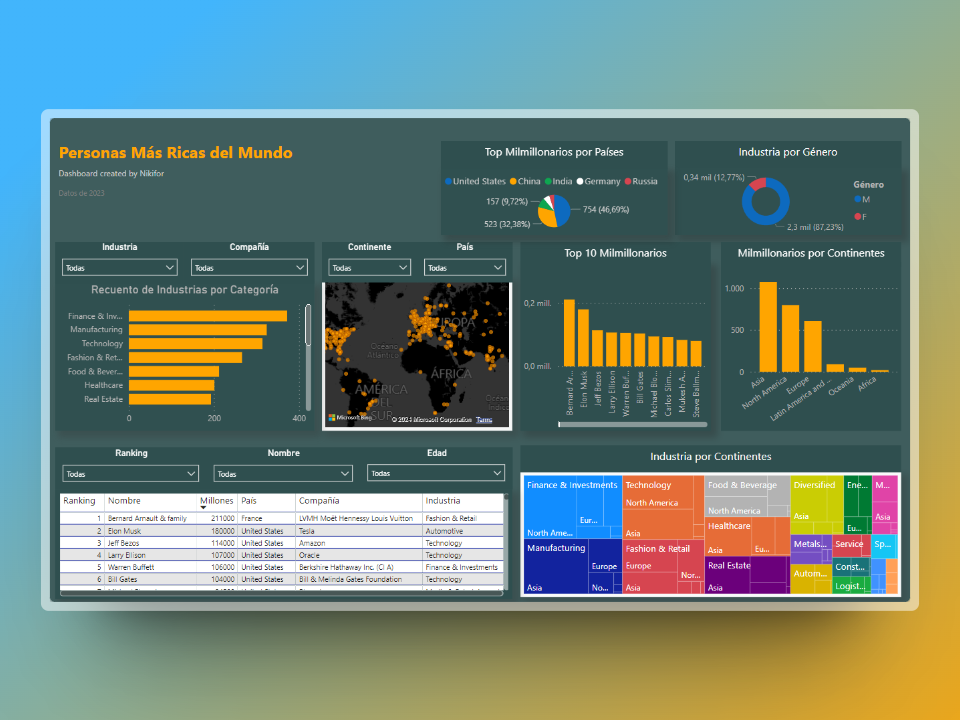 Personas Más Ricas del Mundo
Dashboard created by Nikifor
Datos de 2023
Top Milmillonarios por Países
United States China India Germany Russia
157 (9,72%)
523 (32,38%)
754 (46,69%)
Industria por Género
0,34 mil (12,77%)
2,3 mil (87,23%)
Género
M
F
Industria
Todas
Compañía
Todas
Continente
Todas
País
Todas
Recuento de Industrias por Categoría
Finance & Inv...
Manufacturing
Technology
Fashion & Ret...
Food & Bever...
Healthcare
Real Estate
0 200 400
EUROPA
Océano
Atlántico
ÁFRICA
AMÉRICA
DEL
SUR
Océano
Microsoft Bing
© 2023 Microsoft Corporation Terms
Top 10 Milmillonarios
0,2 mill.
0,0 mill.
Bernard Ar...
Elon Musk
Jeff Bezos
Larry Ellison
Warren Buf...
Bill Gates
Michael Blo...
Carlos Slim...
Mukesh A...
Steve Ballm...
Milmillonarios por Continentes
1.000
500
0
Asia
North America
Europe
Latin America and ...
Oceania
Africa
Ranking
Todas
Nombre
Todas
Edad
Todas
Ranking Nombre Millones País Compañía Industria
1 Bernard Arnault & family 211000 France LVMH Moët Hennessy Louis Vuitton Fashion & Retail
2 Elon Musk 180000 United States Tesla Automotive
3 Jeff Bezos 114000 United States Amazon Technology
4 Larry Ellison 107000 United States Oracle Technology
5 Warren Buffett 106000 United States Berkshire Hathaway Inc. (Cl A) Finance & Investments
6 Bill Gates 104000 United States Bill & Melinda Gates Foundation Technology
Industria por Continentes
Finance & Investments
North Ame...
Eur...
Manufacturing
Asia
Europe
No...
Technology
North America
Asia
Fashion & Retail
Europe
Asia
Nor...
Food & Beverage
North America
Healthcare
Asia
Eu...
Real Estate
Asia
Diversified
Asia
Ene...
Eu...
M...
Asia
Metals...
Service
Sp...
Autom...
Const...
Logist...